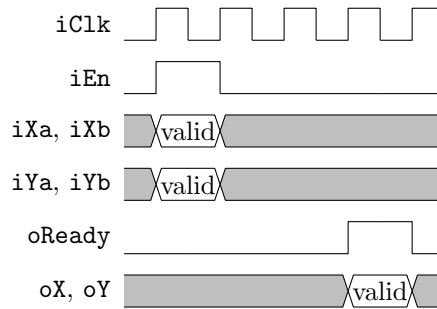 iClk
iEn
iXa, iXb valid
iYa, iYb valid
oReady
oX, oY valid